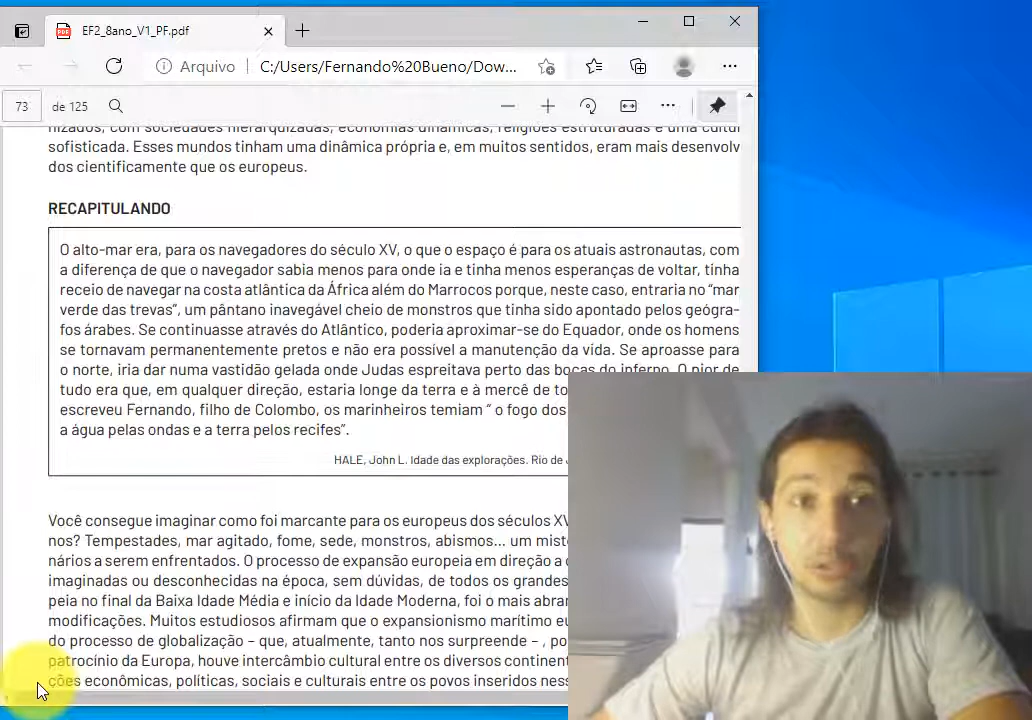 EF2_8ano_V1_PF.pdf
Arquivo C:/Users/Fernando%20Bueno/Dow...
73 de 125
nizados, com sociedades hierarquizadas, economias dinâmicas, religiões estruturadas e uma cultur
sofisticada. Esses mundos tinham uma dinâmica própria e, em muitos sentidos, eram mais desenvolv
dos cientificamente que os europeus.
RECAPITULANDO
O alto-mar era, para os navegadores do século XV, o que o espaço é para os atuais astronautas, com
a diferença de que o navegador sabia menos para onde ia e tinha menos esperanças de voltar, tinha
receio de navegar na costa atlântica da África além do Marrocos porque, neste caso, entraria no “mar
verde das trevas”, um pântano inavegável cheio de monstros que tinha sido apontado pelos geógra-
fos árabes. Se continuasse através do Atlântico, poderia aproximar-se do Equador, onde os homens
se tornavam permanentemente pretos e não era possível a manutenção da vida. Se aproasse para
o norte, iria dar numa vastidão gelada onde Judas espreitava perto das bocas do inferno. O pior de
tudo era que, em qualquer direção, estaria longe da terra e à mercê de to
escreveu Fernando, filho de Colombo, os marinheiros temiam “ o fogo dos
a água pelas ondas e a terra pelos recifes”.
HALE, John L. Idade das explorações. Rio de J
Você consegue imaginar como foi marcante para os europeus dos séculos XV
nos? Tempestades, mar agitado, fome, sede, monstros, abismos... um misto
nários a serem enfrentados. O processo de expansão europeia em direção a
imaginadas ou desconhecidas na época, sem dúvidas, de todos os grandes
peia no final da Baixa Idade Média e início da Idade Moderna, foi o mais abran
modificações. Muitos estudiosos afirmam que o expansionismo marítimo eu
do processo de globalização – que, atualmente, tanto nos surpreende – , po
patrocínio da Europa, houve intercâmbio cultural entre os diversos continent
ções econômicas, políticas, sociais e culturais entre os povos inseridos ness